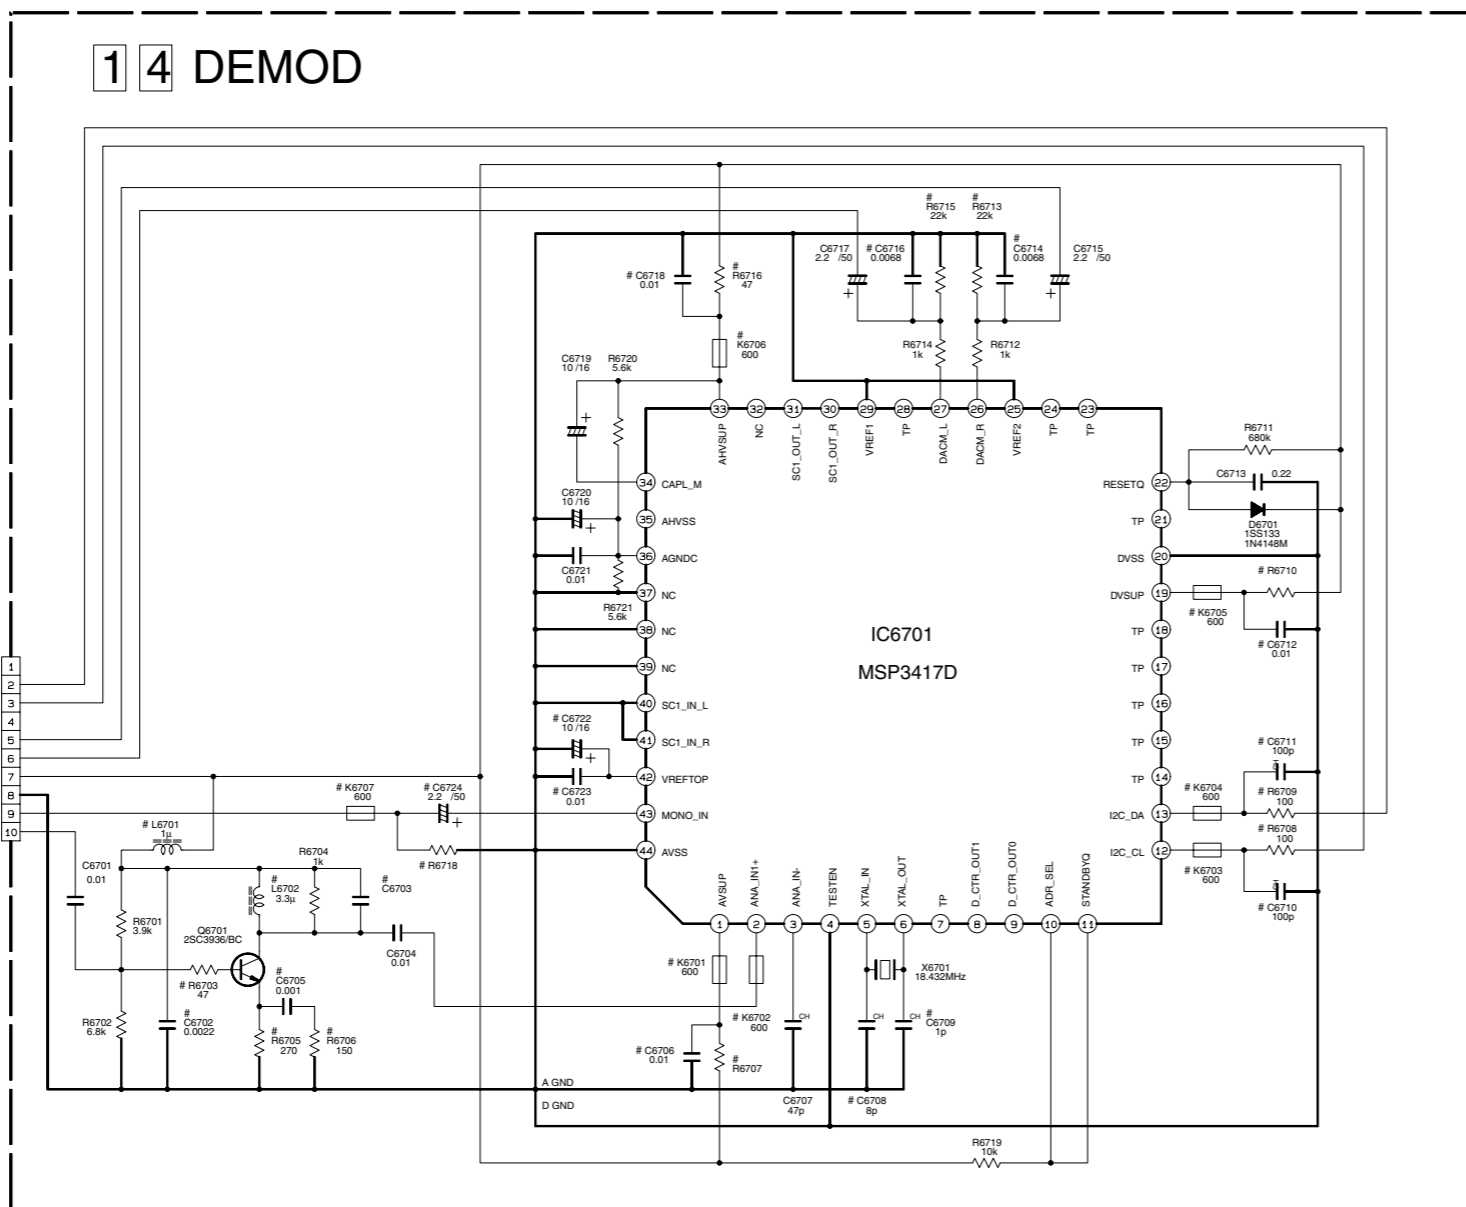 1 4 DEMOD
#
R6715
22k
#
R6713
22k
C6717
2.2 /50
# C6716
0.0068
#
C6714
0.0068
C6715
2.2 /50
+
+
# C6718
0.01
#
R6716
47
#
K6706
600
R6714
1k
R6712
1k
C6719
10 /16
R6720
5.6k
+
33 32 31 30 29 28 27 26 25 24 23
AHVSUP
NC
SC1_OUT_L
SC1_OUT_R
VREF1
TP
DACM_L
DACM_R
VREF2
TP
TP
R6711
680k
C6713 0.22
34 CAPL_M
RESETQ 22
C6720
10 /16
+
35 AHVSS
TP 21
D6701
1SS133
1N4148M
36 AGNDC
DVSS 20
C6721
0.01
# R6710
37 NC
DVSUP 19
R6721
5.6k
# K6705
600
38 NC
TP 18
# C6712
0.01
IC6701
MSP3417D
39 NC
TP 17
40 SC1_IN_L
TP 16
# C6722
10 /16
+
41 SC1_IN_R
TP 15
# C6711
100p
42 VREFTOP
TP 14
# C6723
0.01
# K6704
600
# R6709
100
43 MONO_IN
I2C_DA 13
# R6708
100
44 AVSS
I2C_CL 12
# K6703
600
# C6710
100p
1
2
3
4
5
6
7
8
9
10
# K6707
600
# C6724
2.2 /50
+
# R6718
# L6701
1µ
C6701
0.01
R6704
1k
#
L6702
3.3µ
#
C6703
R6701
3.9k
Q6701
2SC3936/BC
C6704
0.01
# R6703
47
#
C6705
0.001
R6702
6.8k
#
C6702
0.0022
#
R6705
270
#
R6706
150
AVSUP
ANA_IN1+
ANA_IN-
TESTEN
XTAL_IN
XTAL_OUT
TP
D_CTR_OUT1
D_CTR_OUT0
ADR_SEL
STANDBYQ
1 2 3 4 5 6 7 8 9 10 11
# K6701
600
X6701
18.432MHz
# K6702
600
CH
CH
CH
#
C6709
1p
# C6706
0.01
#
R6707
A GND
D GND
C6707
47p
# C6708
8p
R6719
10k